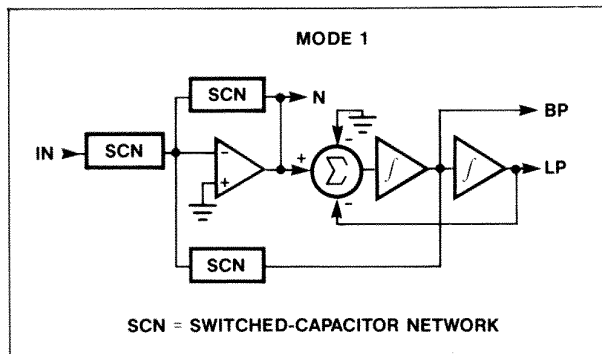 MODE 1
SCN
N
BP
IN
SCN
-
+
+
-
Σ
-
∫
∫
LP
SCN
SCN = SWITCHED-CAPACITOR NETWORK